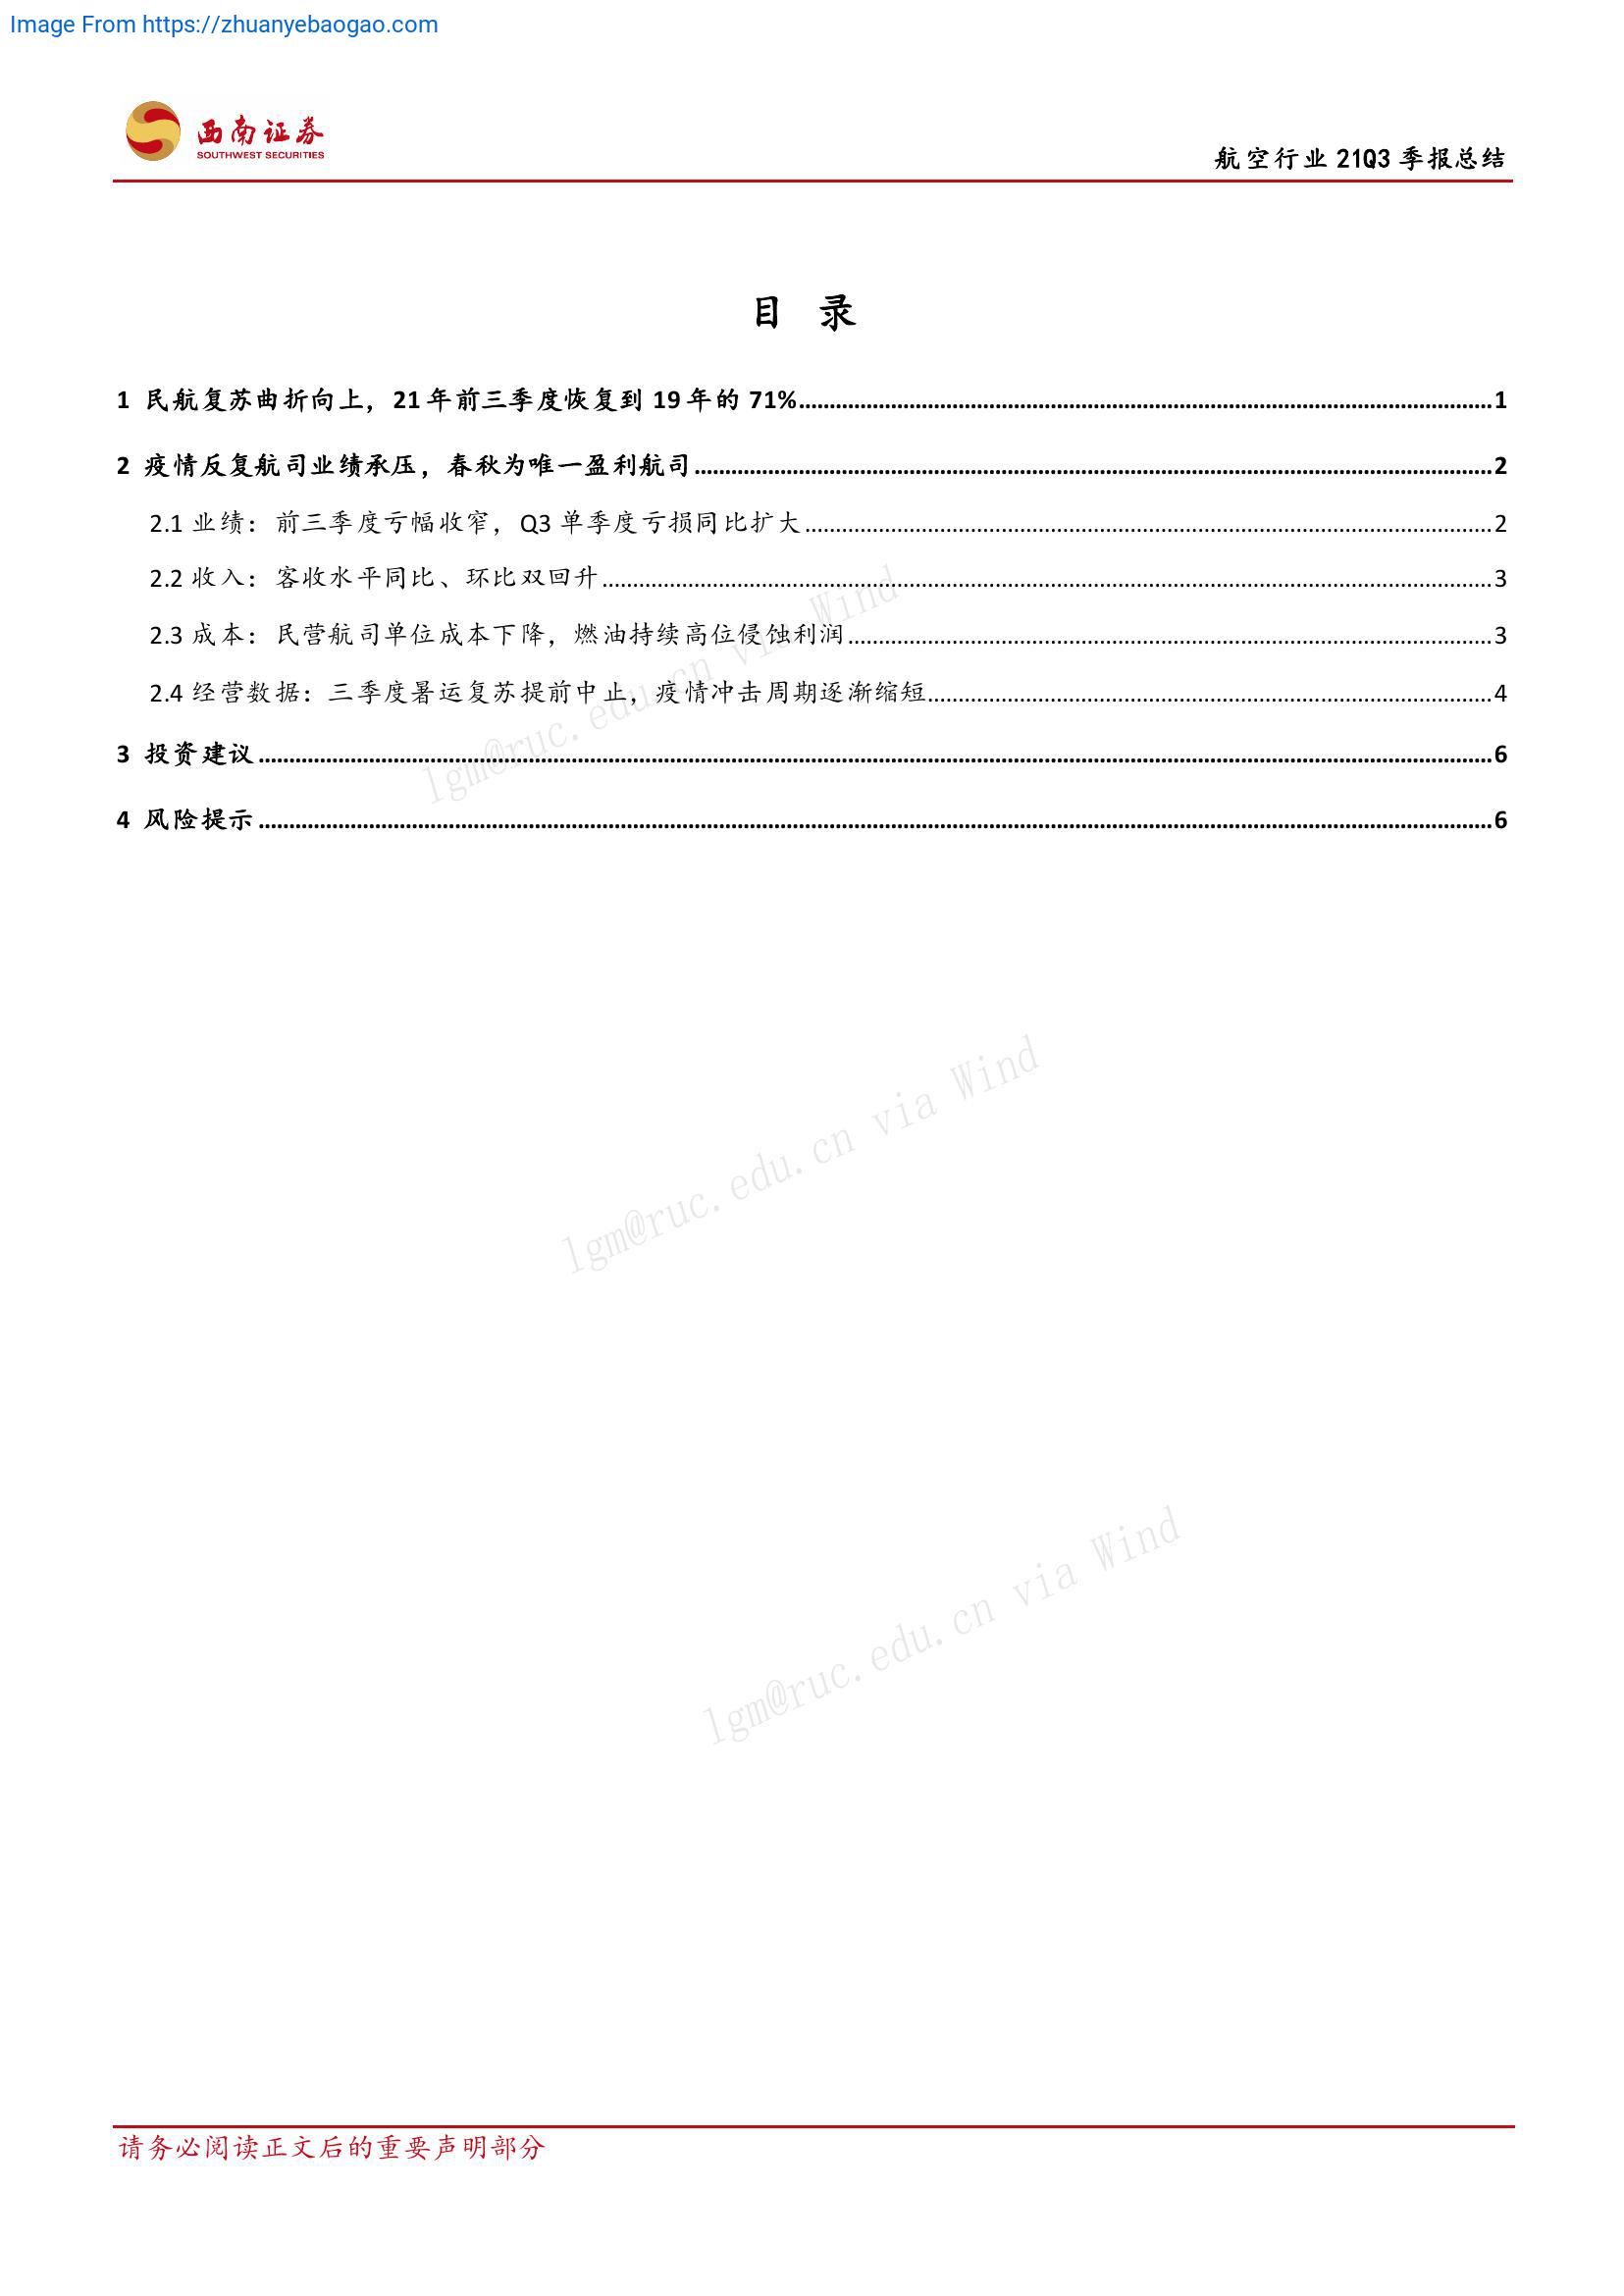 Image From https://zhuanyebaogao.com
西南证券
SOUTHWEST SECURITIES
航空行业 21Q3 季报总结
目 录
1 民航复苏曲折向上，21 年前三季度恢复到 19 年的 71%........1
2 疫情反复航司业绩承压，春秋为唯一盈利航司........2
2.1 业绩：前三季度亏幅收窄，Q3 单季度亏损同比扩大........2
2.2 收入：客收水平同比、环比双回升........3
2.3 成本：民营航司单位成本下降，燃油持续高位侵蚀利润........3
2.4 经营数据：三季度暑运复苏提前中止，疫情冲击周期逐渐缩短........4
3 投资建议........6
4 风险提示........6
lgm@ruc.edu.cn via Wind
lgm@ruc.edu.cn via Wind
lgm@ruc.edu.cn via Wind
请务必阅读正文后的重要声明部分